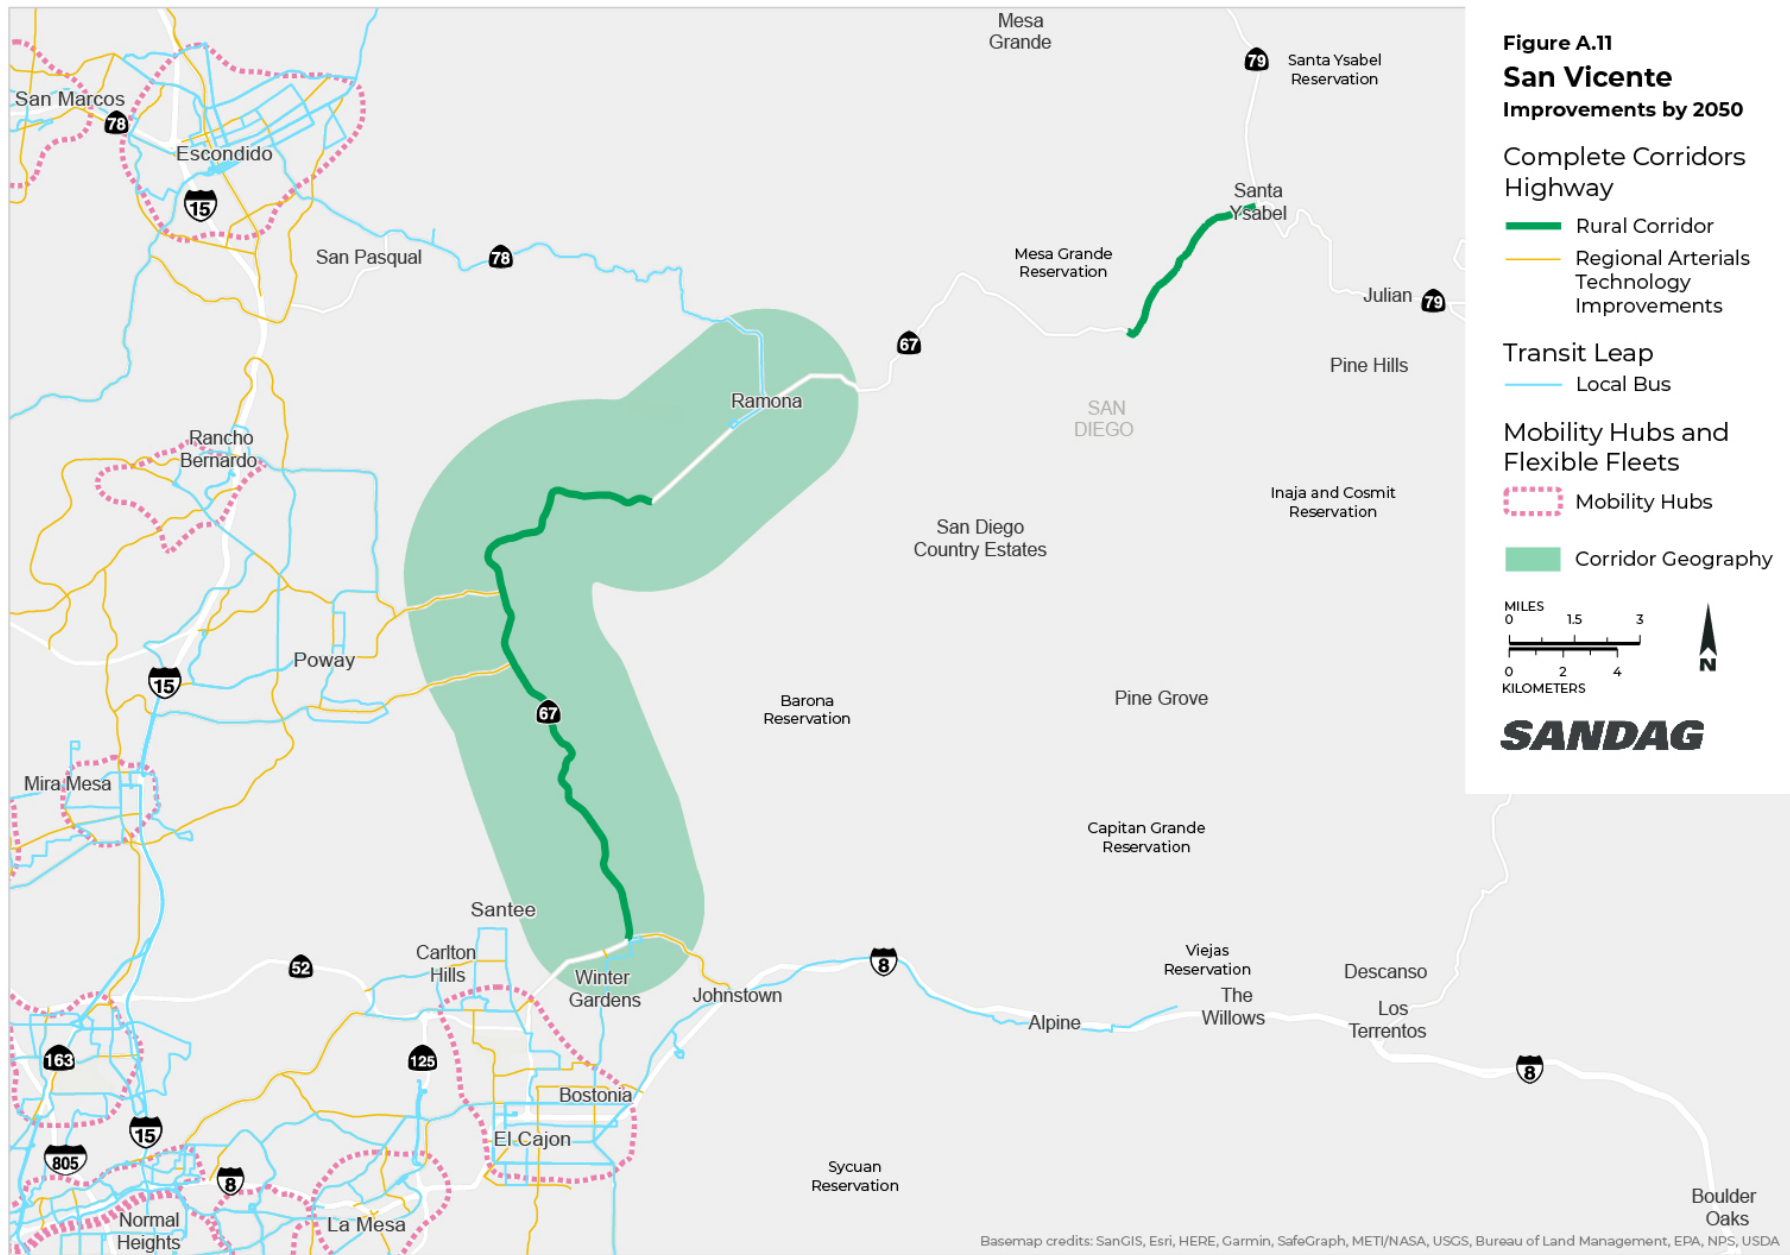 Figure A.11
San Vicente
Improvements by 2050
Complete Corridors
Highway
Rural Corridor
Regional Arterials
Technology
Improvements
Transit Leap
Local Bus
Mobility Hubs and
Flexible Fleets
Mobility Hubs
Corridor Geography
MILES
0 1.5 3
0 2 4
KILOMETERS
N
SANDAG
Mesa
Grande
79
Santa Ysabel
Reservation
San Marcos
78
Escondido
15
San Pasqual
78
Santa
Ysabel
Mesa Grande
Reservation
Julian
79
67
Pine Hills
Ramona
SAN
DIEGO
Rancho
Bernardo
Inaja and Cosmit
Reservation
San Diego
Country Estates
Poway
15
67
Barona
Reservation
Pine Grove
Mira Mesa
Capitan Grande
Reservation
Santee
Carlton
Hills
52
Winter
Gardens
Johnstown
8
Viejas
Reservation
Descanso
The
Willows
Los
Terrentos
Alpine
163
125
8
Bostonia
15
El Cajon
805
8
Sycuan
Reservation
Normal
Heights
La Mesa
Boulder
Oaks
Basemap credits: SanGIS, Esri, HERE, Garmin, SafeGraph, METI/NASA, USGS, Bureau of Land Management, EPA, NPS, USDA